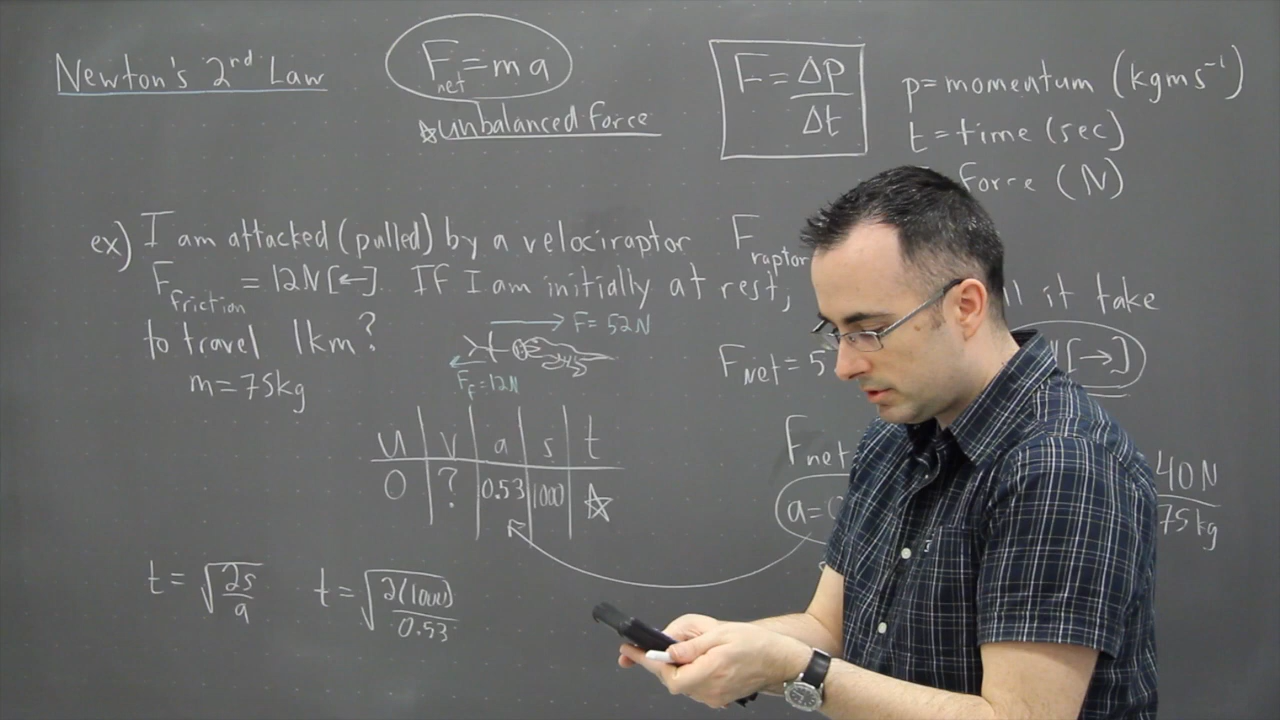 Newton's 2nd Law
Fnet = ma
☆unbalanced force
F = Δp/Δt
p = momentum (kgms⁻¹)
t = time (sec)
force (N)
ex) I am attacked (pulled) by a velociraptor Fraptor
Ffriction = 12N [←]. If I am initially at rest, it take
to travel 1km?
m = 75kg
F = 52N
Ff = 12N
FNet = 5 [→]
u v a s t
0 ? 0.53 1000 ☆
Fnet
40N
a = 75kg
t = √(2s/a) t = √(2(1000)/0.53)